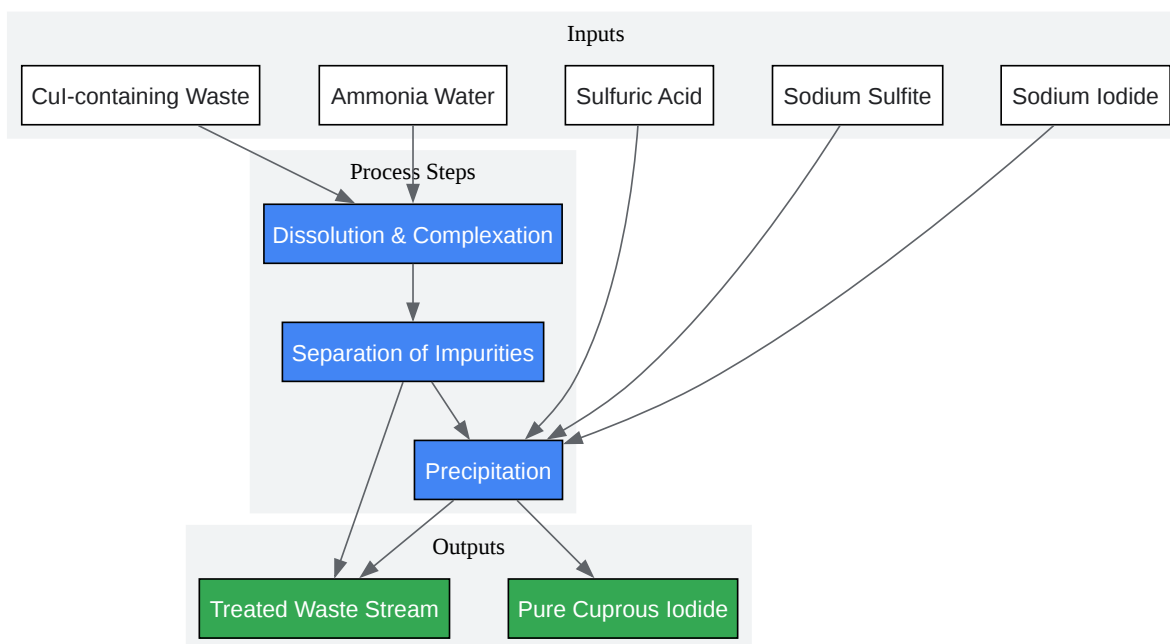 Inputs
CuI-containing Waste
Ammonia Water
Sulfuric Acid
Sodium Sulfite
Sodium Iodide
Process Steps
Dissolution & Complexation
Separation of Impurities
Precipitation
Outputs
Treated Waste Stream
Pure Cuprous Iodide